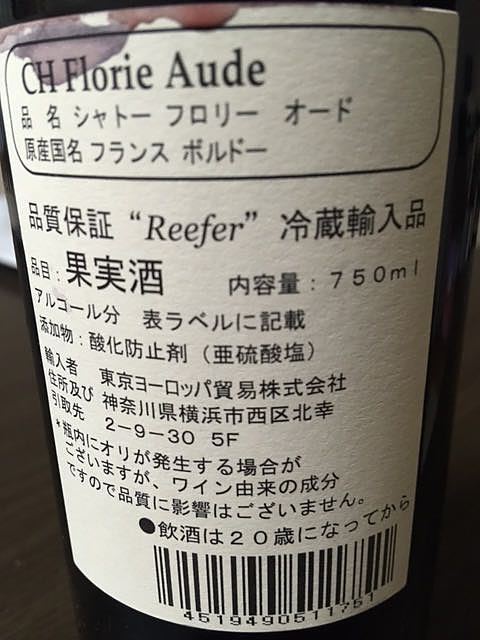 CH Florie Aude
品 名 シャトー フロリー オード
原産国名 フランス ボルドー
品質保証 “Reefer” 冷蔵輸入品
品目：果実酒 内容量：750ml
アルコール分 表ラベルに記載
添加物：酸化防止剤（亜硫酸塩）
輸入者 東京ヨーロッパ貿易株式会社
住所及び 神奈川県横浜市西区北幸
引取先 2-9-30 5F
*瓶内にオリが発生する場合が
ございますが、ワイン由来の成分
ですので品質に影響はございません。
●飲酒は20歳になってから
4519490511751